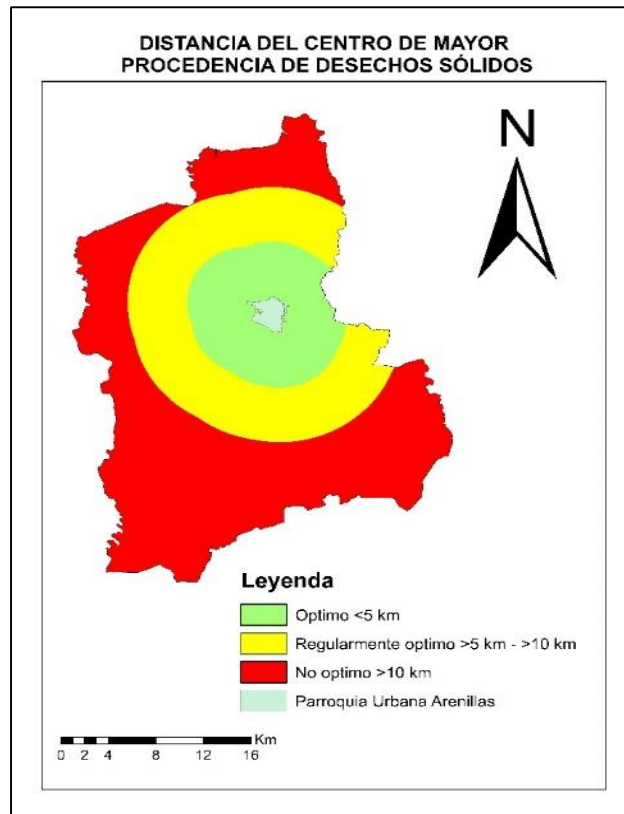 DISTANCIA DEL CENTRO DE MAYOR
PROCEDENCIA DE DESECHOS SÓLIDOS
N
Leyenda
Optimo <5 km
Regularmente optimo >5 km - >10 km
No optimo >10 km
Parroquia Urbana Arenillas
Km
0 2 4 8 12 16